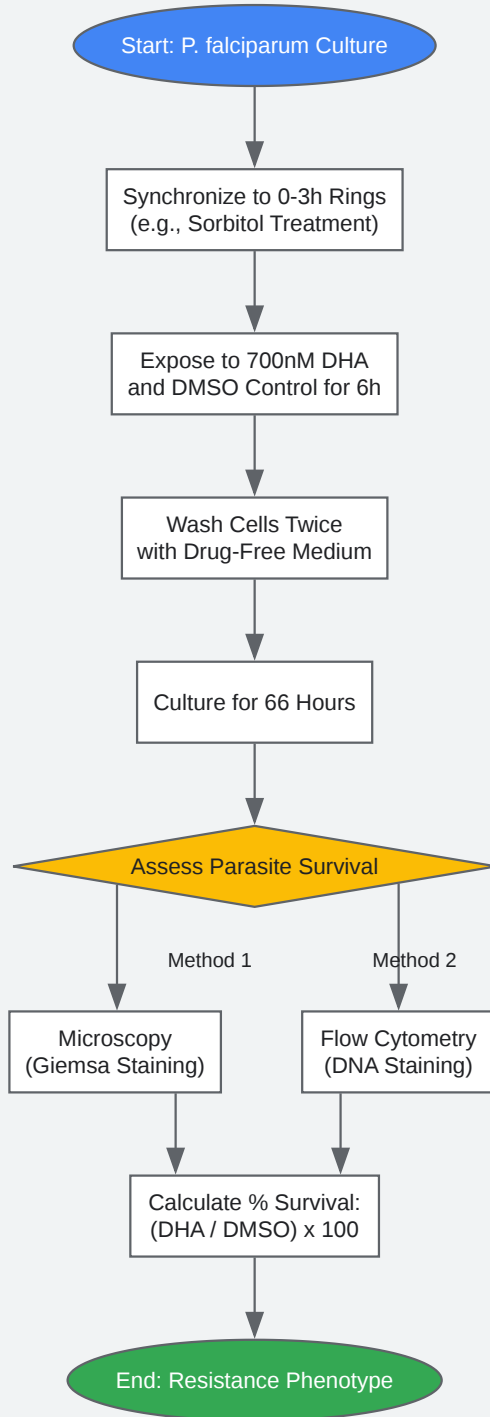 Start: P. falciparum Culture
Synchronize to 0-3h Rings
(e.g., Sorbitol Treatment)
Expose to 700nM DHA
and DMSO Control for 6h
Wash Cells Twice
with Drug-Free Medium
Culture for 66 Hours
Assess Parasite Survival
Method 1
Method 2
Microscopy
(Giemsa Staining)
Flow Cytometry
(DNA Staining)
Calculate % Survival:
(DHA / DMSO) x 100
End: Resistance Phenotype